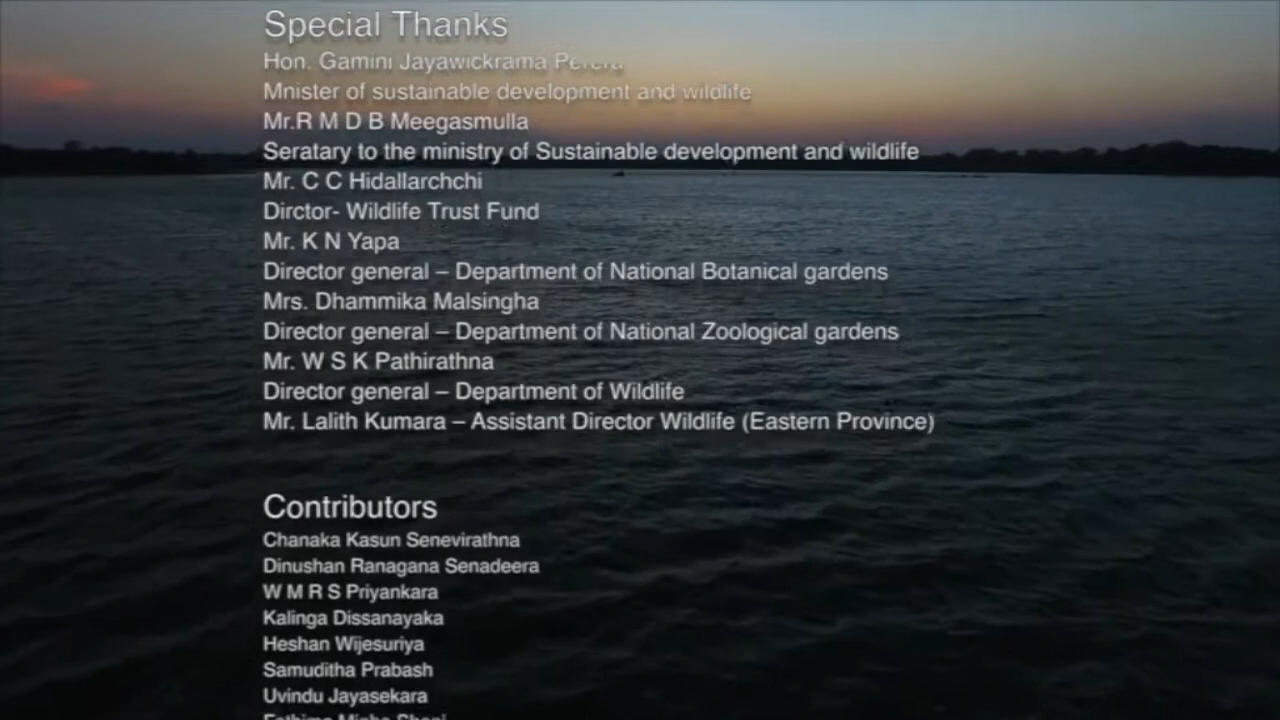 Special Thanks
Hon. Gamini Jayawickrama Perera
Mnister of sustainable development and wildlife
Mr.R M D B Meegasmulla
Seratary to the ministry of Sustainable development and wildlife
Mr. C C Hidallarchchi
Dirctor- Wildlife Trust Fund
Mr. K N Yapa
Director general – Department of National Botanical gardens
Mrs. Dhammika Malsingha
Director general – Department of National Zoological gardens
Mr. W S K Pathirathna
Director general – Department of Wildlife
Mr. Lalith Kumara – Assistant Director Wildlife (Eastern Province)
Contributors
Chanaka Kasun Senevirathna
Dinushan Ranagana Senadeera
W M R S Priyankara
Kalinga Dissanayaka
Heshan Wijesuriya
Samuditha Prabash
Uvindu Jayasekara